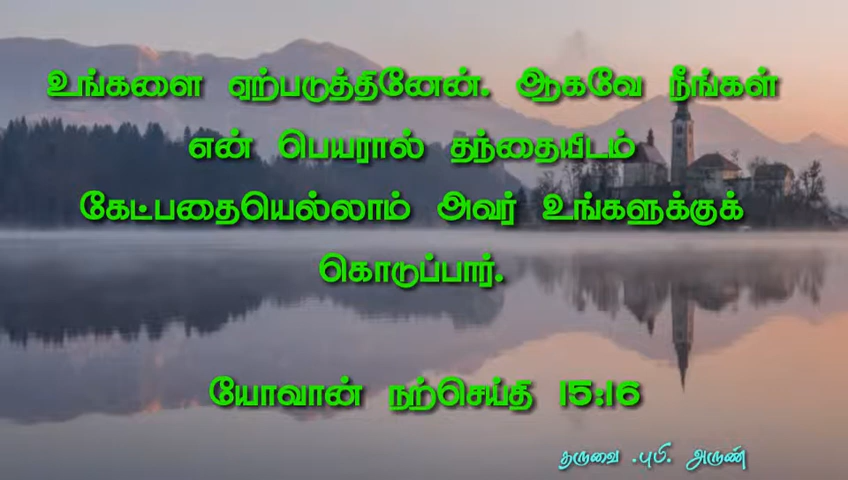 உங்களை ஏற்படுத்தினேன். ஆகவே நீங்கள்
என் பெயரால் தந்தையிடம்
கேட்பதையெல்லாம் அவர் உங்களுக்குக்
கொடுப்பார்.
யோவான் நற்செய்தி 15:16
தருவை .புபி. அருண்